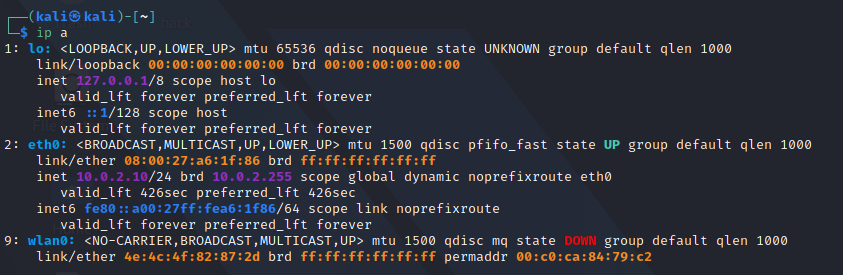 ┌──(kali㉿kali)-[~]
└─$ ip a
1: lo: <LOOPBACK,UP,LOWER_UP> mtu 65536 qdisc noqueue state UNKNOWN group default qlen 1000
    link/loopback 00:00:00:00:00:00 brd 00:00:00:00:00:00
    inet 127.0.0.1/8 scope host lo
       valid_lft forever preferred_lft forever
    inet6 ::1/128 scope host
       valid_lft forever preferred_lft forever
2: eth0: <BROADCAST,MULTICAST,UP,LOWER_UP> mtu 1500 qdisc pfifo_fast state UP group default qlen 1000
    link/ether 08:00:27:a6:1f:86 brd ff:ff:ff:ff:ff:ff
    inet 10.0.2.10/24 brd 10.0.2.255 scope global dynamic noprefixroute eth0
       valid_lft 426sec preferred_lft 426sec
    inet6 fe80::a00:27ff:fea6:1f86/64 scope link noprefixroute
       valid_lft forever preferred_lft forever
9: wlan0: <NO-CARRIER,BROADCAST,MULTICAST,UP> mtu 1500 qdisc mq state DOWN group default qlen 1000
    link/ether 4e:4c:4f:82:87:2d brd ff:ff:ff:ff:ff:ff permaddr 00:c0:ca:84:79:c2